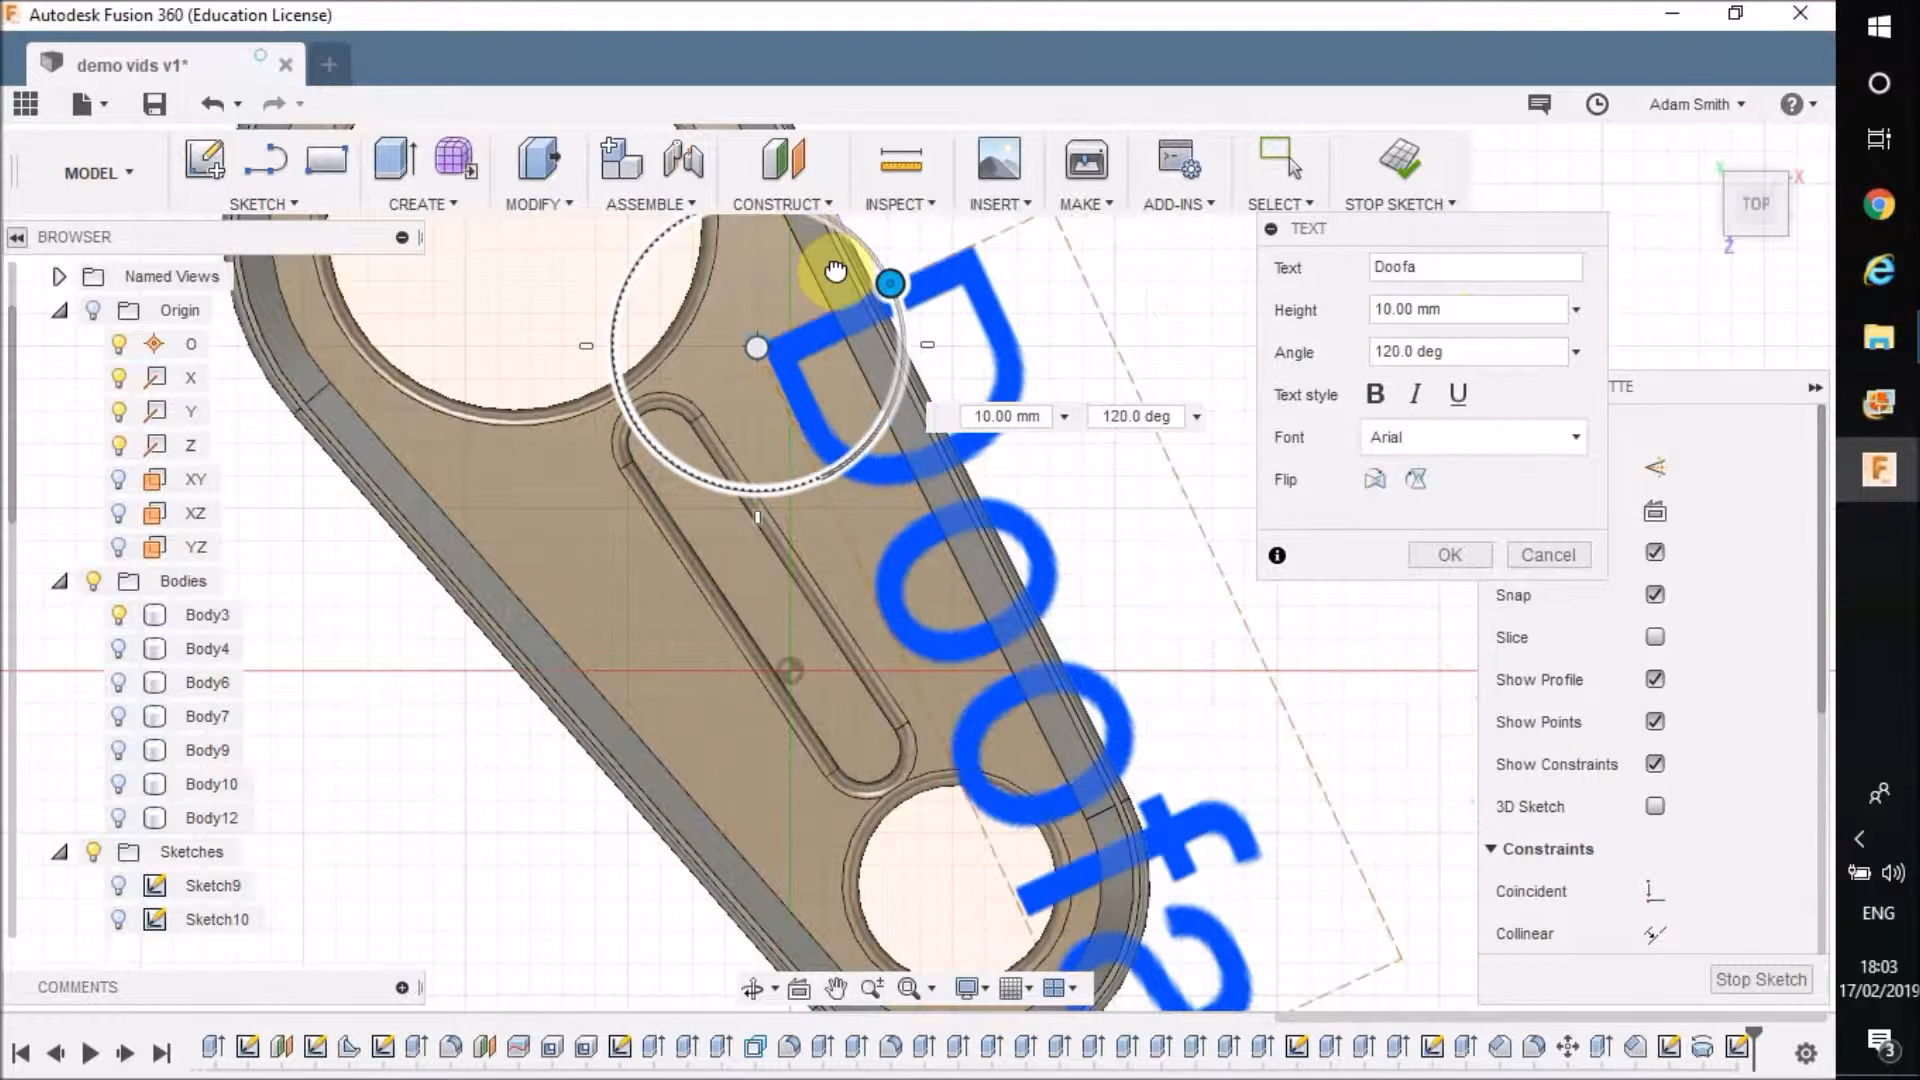 Autodesk Fusion 360 (Education License)
demo vids v1*
Adam Smith
MODEL
SKETCH
CREATE
MODIFY
ASSEMBLE
CONSTRUCT
INSPECT
INSERT
MAKE
ADD-INS
SELECT
STOP SKETCH
TOP
X
Z
BROWSER
Named Views
Origin
O
X
Y
Z
XY
XZ
YZ
Bodies
Body3
Body4
Body6
Body7
Body9
Body10
Body12
Sketches
Sketch9
Sketch10
COMMENTS
Doofa
10.00 mm
120.0 deg
TEXT
Text Doofa
Height 10.00 mm
Angle 120.0 deg
Text style B I U
Font Arial
Flip
OK Cancel
TTE
Snap
Slice
Show Profile
Show Points
Show Constraints
3D Sketch
Constraints
Coincident
Collinear
Stop Sketch
ENG
18:03
17/02/2019
3